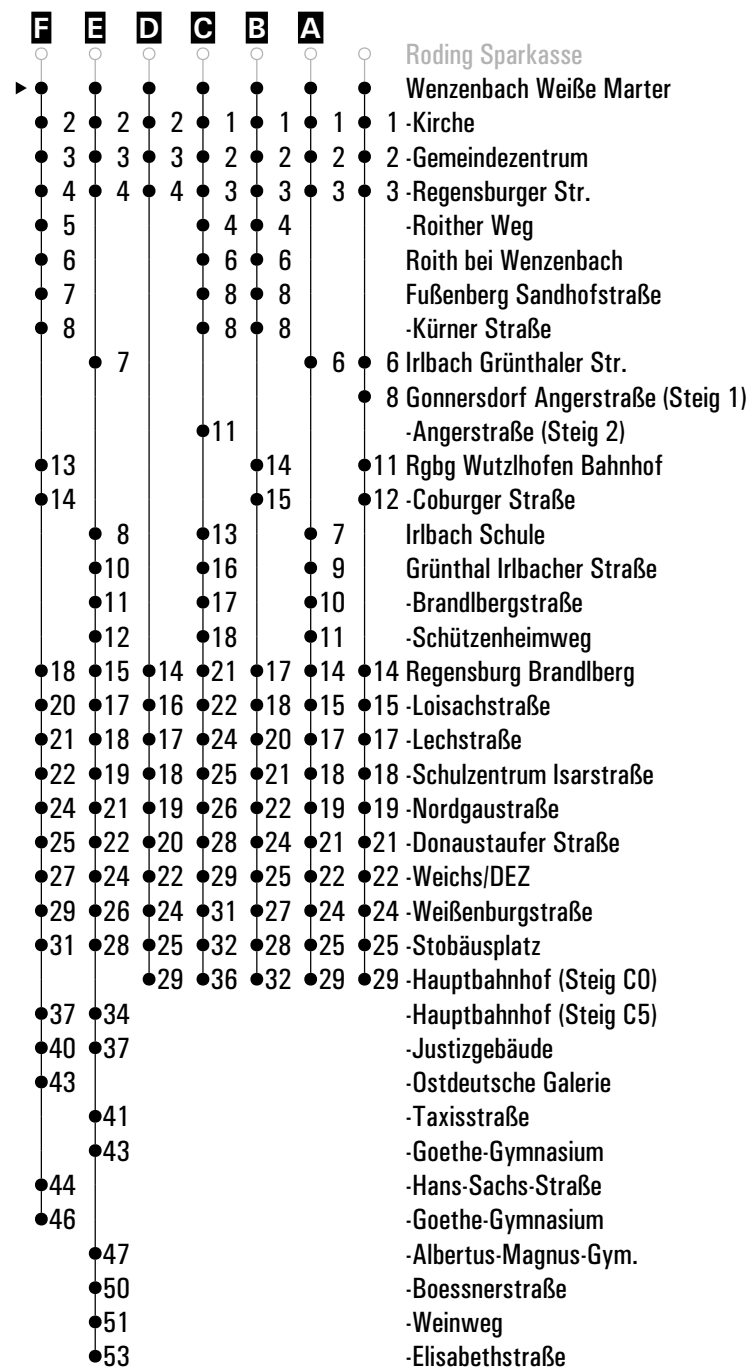 F E D C B A
Roding Sparkasse
Wenzenbach Weiße Marter
2 2 2 1 1 1 1 -Kirche
3 3 3 2 2 2 2 -Gemeindezentrum
4 4 4 3 3 3 3 -Regensburger Str.
5 4 4 -Roither Weg
6 6 6 Roith bei Wenzenbach
7 8 8 Fußenberg Sandhofstraße
8 8 8 -Kürner Straße
7 6 6 Irlbach Grünthaler Str.
8 Gonnersdorf Angerstraße (Steig 1)
11 -Angerstraße (Steig 2)
13 14 11 Rgbg Wutzlhofen Bahnhof
14 15 12 -Coburger Straße
8 13 7 Irlbach Schule
10 16 9 Grünthal Irlbacher Straße
11 17 10 -Brandlbergstraße
12 18 11 -Schützenheimweg
18 15 14 21 17 14 14 Regensburg Brandlberg
20 17 16 22 18 15 15 -Loisachstraße
21 18 17 24 20 17 17 -Lechstraße
22 19 18 25 21 18 18 -Schulzentrum Isarstraße
24 21 19 26 22 19 19 -Nordgaustraße
25 22 20 28 24 21 21 -Donaustaufer Straße
27 24 22 29 25 22 22 -Weichs/DEZ
29 26 24 31 27 24 24 -Weißenburgstraße
31 28 25 32 28 25 25 -Stobäusplatz
29 36 32 29 29 -Hauptbahnhof (Steig C0)
37 34 -Hauptbahnhof (Steig C5)
40 37 -Justizgebäude
43 -Ostdeutsche Galerie
41 -Taxisstraße
43 -Goethe-Gymnasium
44 -Hans-Sachs-Straße
46 -Goethe-Gymnasium
47 -Albertus-Magnus-Gym.
50 -Boessnerstraße
51 -Weinweg
53 -Elisabethstraße